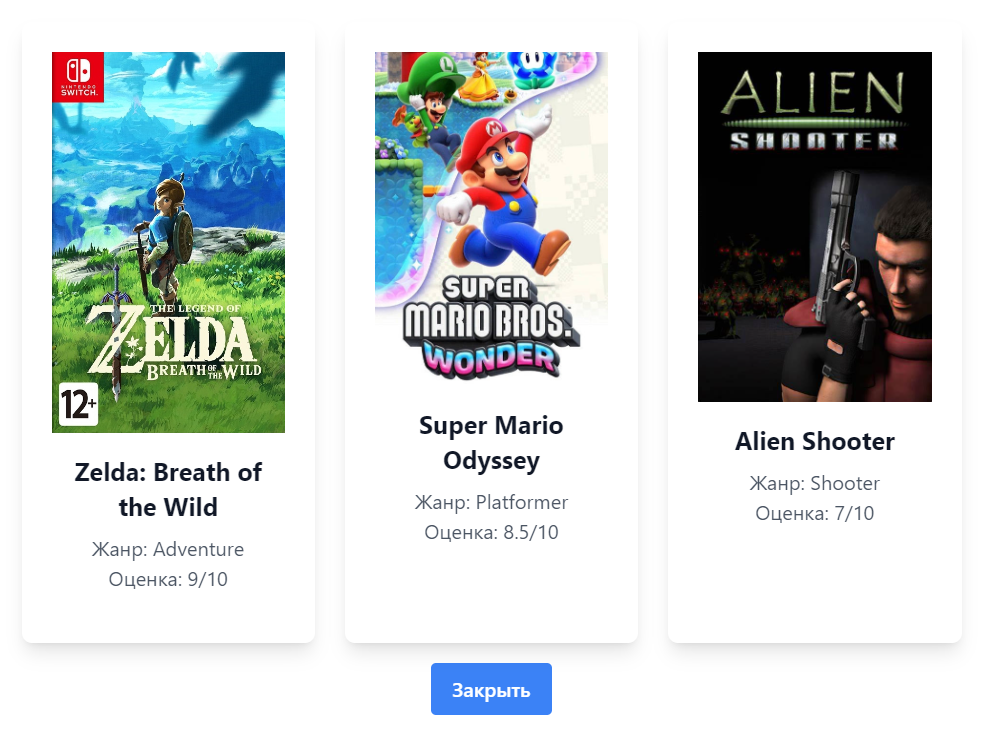 NINTENDO
SWITCH.
THE LEGEND OF
ZELDA
BREATH OF THE WILD
12+
Zelda: Breath of
the Wild
Жанр: Adventure
Оценка: 9/10
L
M
SUPER
MARIO BROS.
WONDER
Super Mario
Odyssey
Жанр: Platformer
Оценка: 8.5/10
ALIEN
SHOOTER
Alien Shooter
Жанр: Shooter
Оценка: 7/10
Закрыть